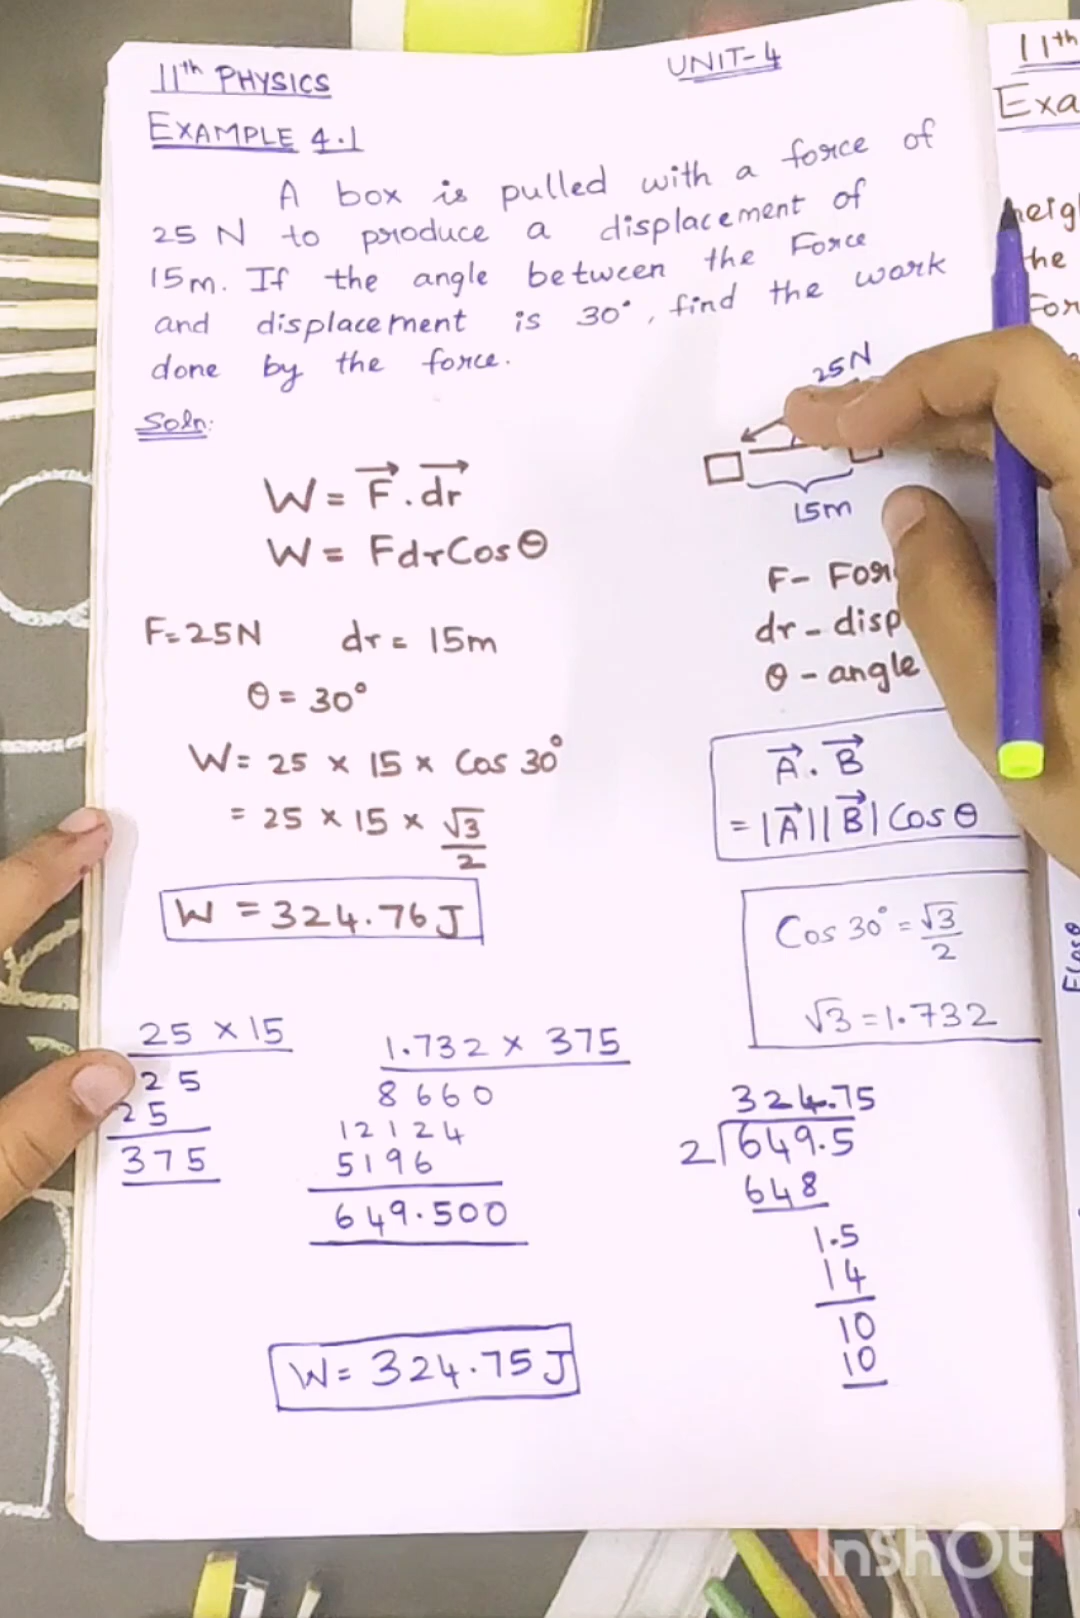 11th PHYSICS
UNIT-4
EXAMPLE 4.1
A box is pulled with a force of
25 N to produce a displacement of
15m. If the angle between the Force
and displacement is 30°, find the work
done by the force.
Soln:
25N
15m
W = F⃗ . dr⃗
W = FdrCosθ
F-
dr - disp
θ - angle
F=25N dr = 15m
θ = 30°
W= 25 × 15 × Cos 30°
= 25 × 15 × √3/2
W = 324.76J
A⃗ . B⃗
= |A⃗||B⃗| Cosθ
Cos 30° = √3/2
√3 = 1.732
25 × 15
25
25
375
1.732 × 375
8660
12124
5196
649.500
324.75
2 649.5
648
1.5
14
10
10
W= 324.75 J
11th
Exa
the
InshOt